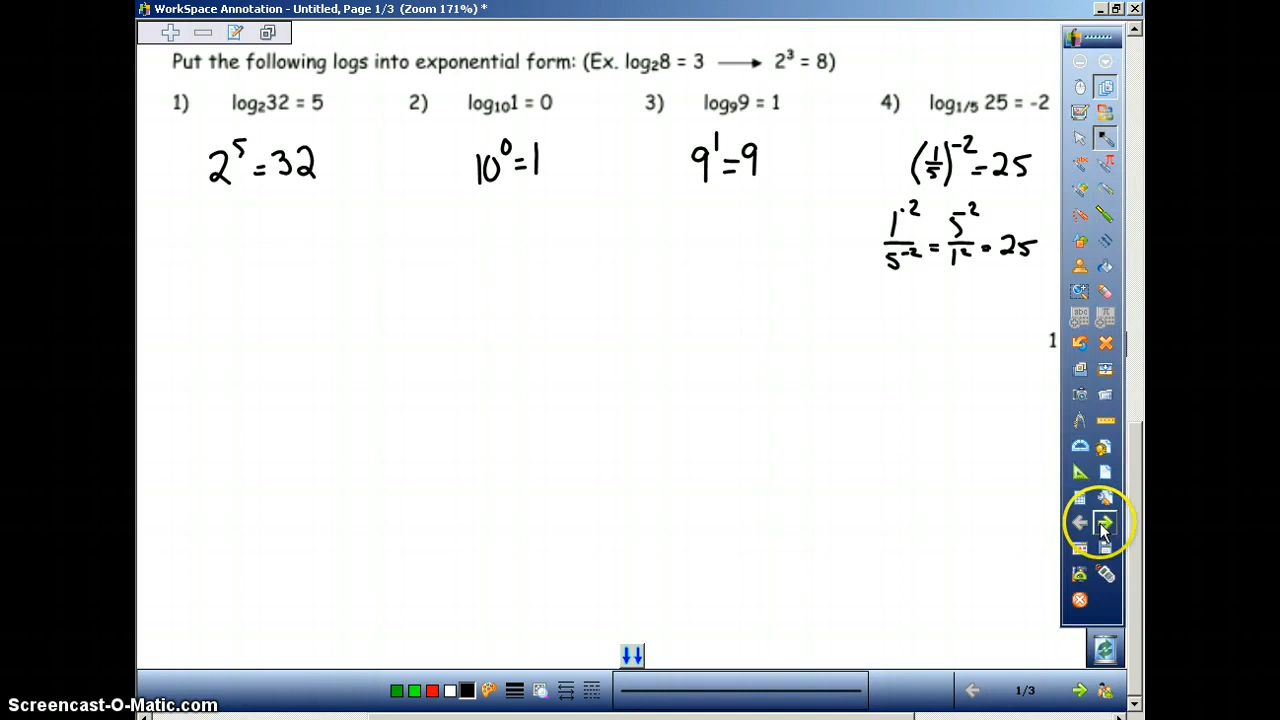 WorkSpace Annotation - Untitled, Page 1/3 (Zoom 171%) *
Put the following logs into exponential form: (Ex. log₂8 = 3 ⟶ 2³ = 8)
1) log₂32 = 5 2) log₁₀1 = 0 3) log₉9 = 1 4) log₁/₅ 25 = -2
2⁵ = 32 10⁰ = 1 9¹ = 9 (1/5)⁻² = 25
1⁻²/5⁻² = 5⁻²/1² = 25
1
1/3
Screencast-O-Matic.com